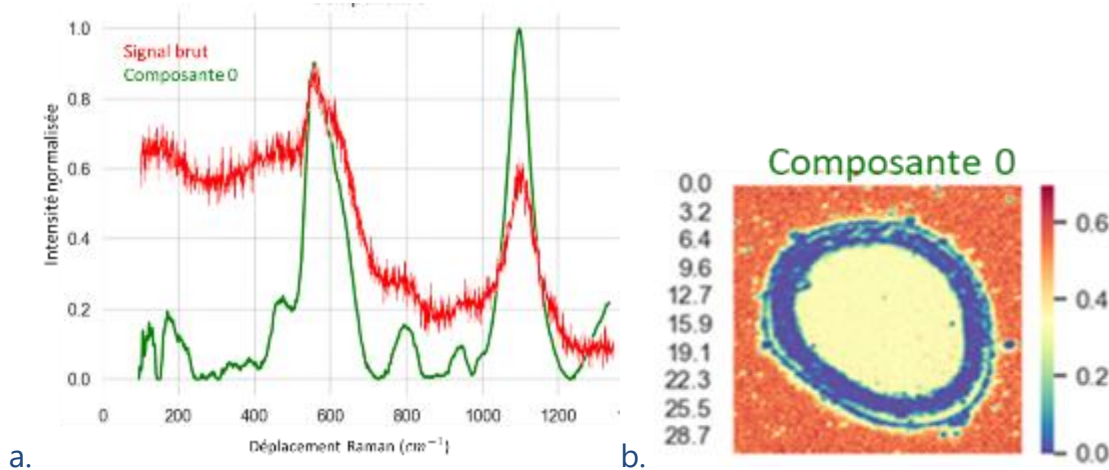 1.0
Signal brut
Composante 0
0.8
0.6
0.4
0.2
0.0
Intensité normalisée
0 200 400 600 800 1000 1200
Déplacement Raman (cm⁻¹)
a.
Composante 0
0.0
3.2
6.4
9.6
12.7
15.9
19.1
22.3
25.5
28.7
0.6
0.4
0.2
0.0
b.